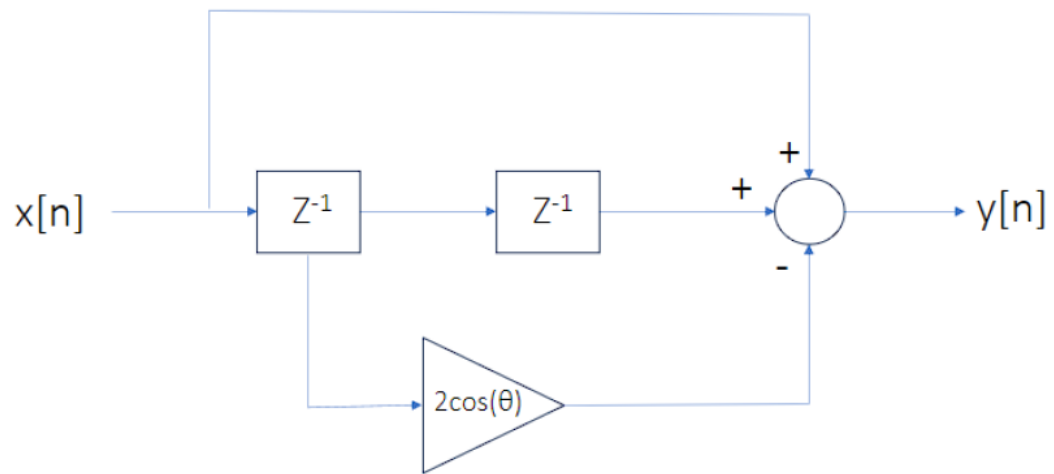 +
+
x[n]
Z⁻¹
Z⁻¹
y[n]
-
2cos(θ)